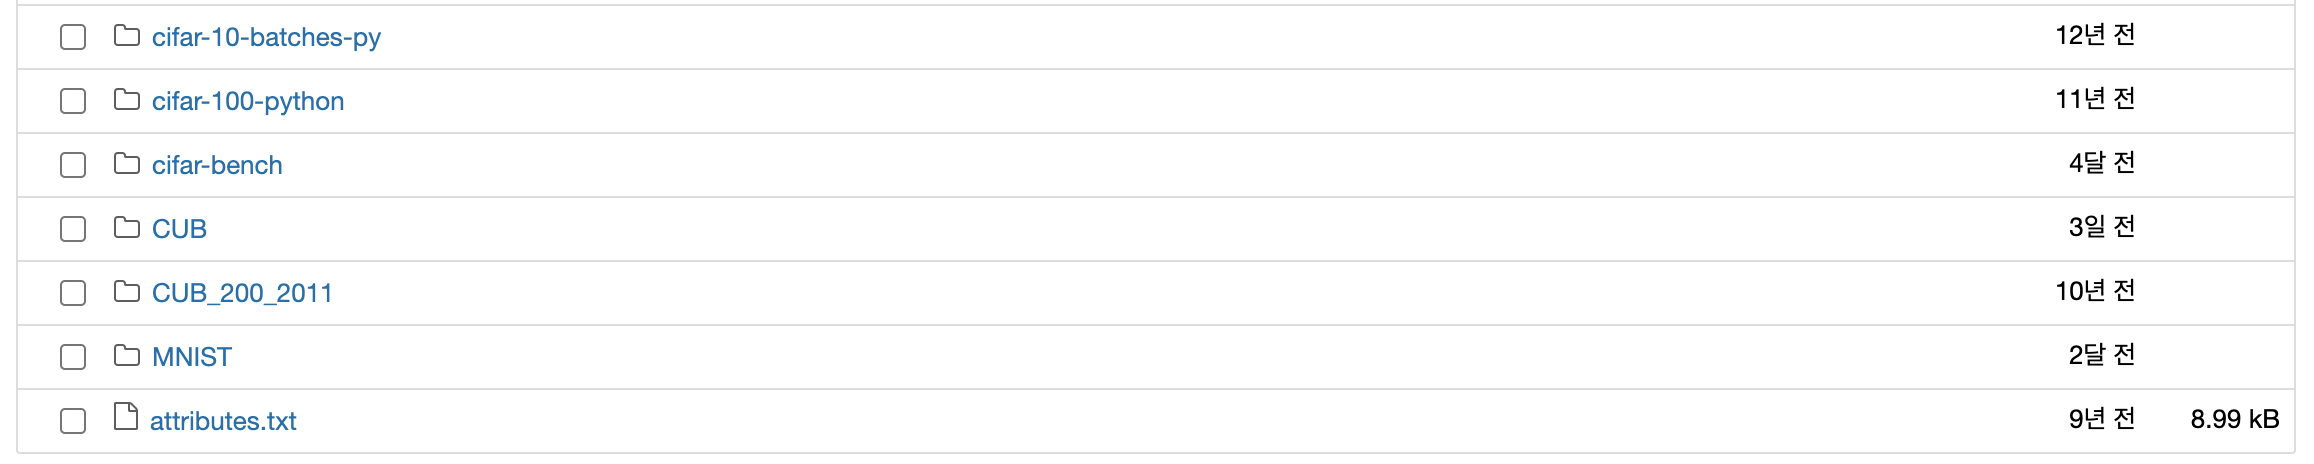 cifar-10-batches-py 12년 전
cifar-100-python 11년 전
cifar-bench 4달 전
CUB 3일 전
CUB_200_2011 10년 전
MNIST 2달 전
attributes.txt 9년 전 8.99 kB